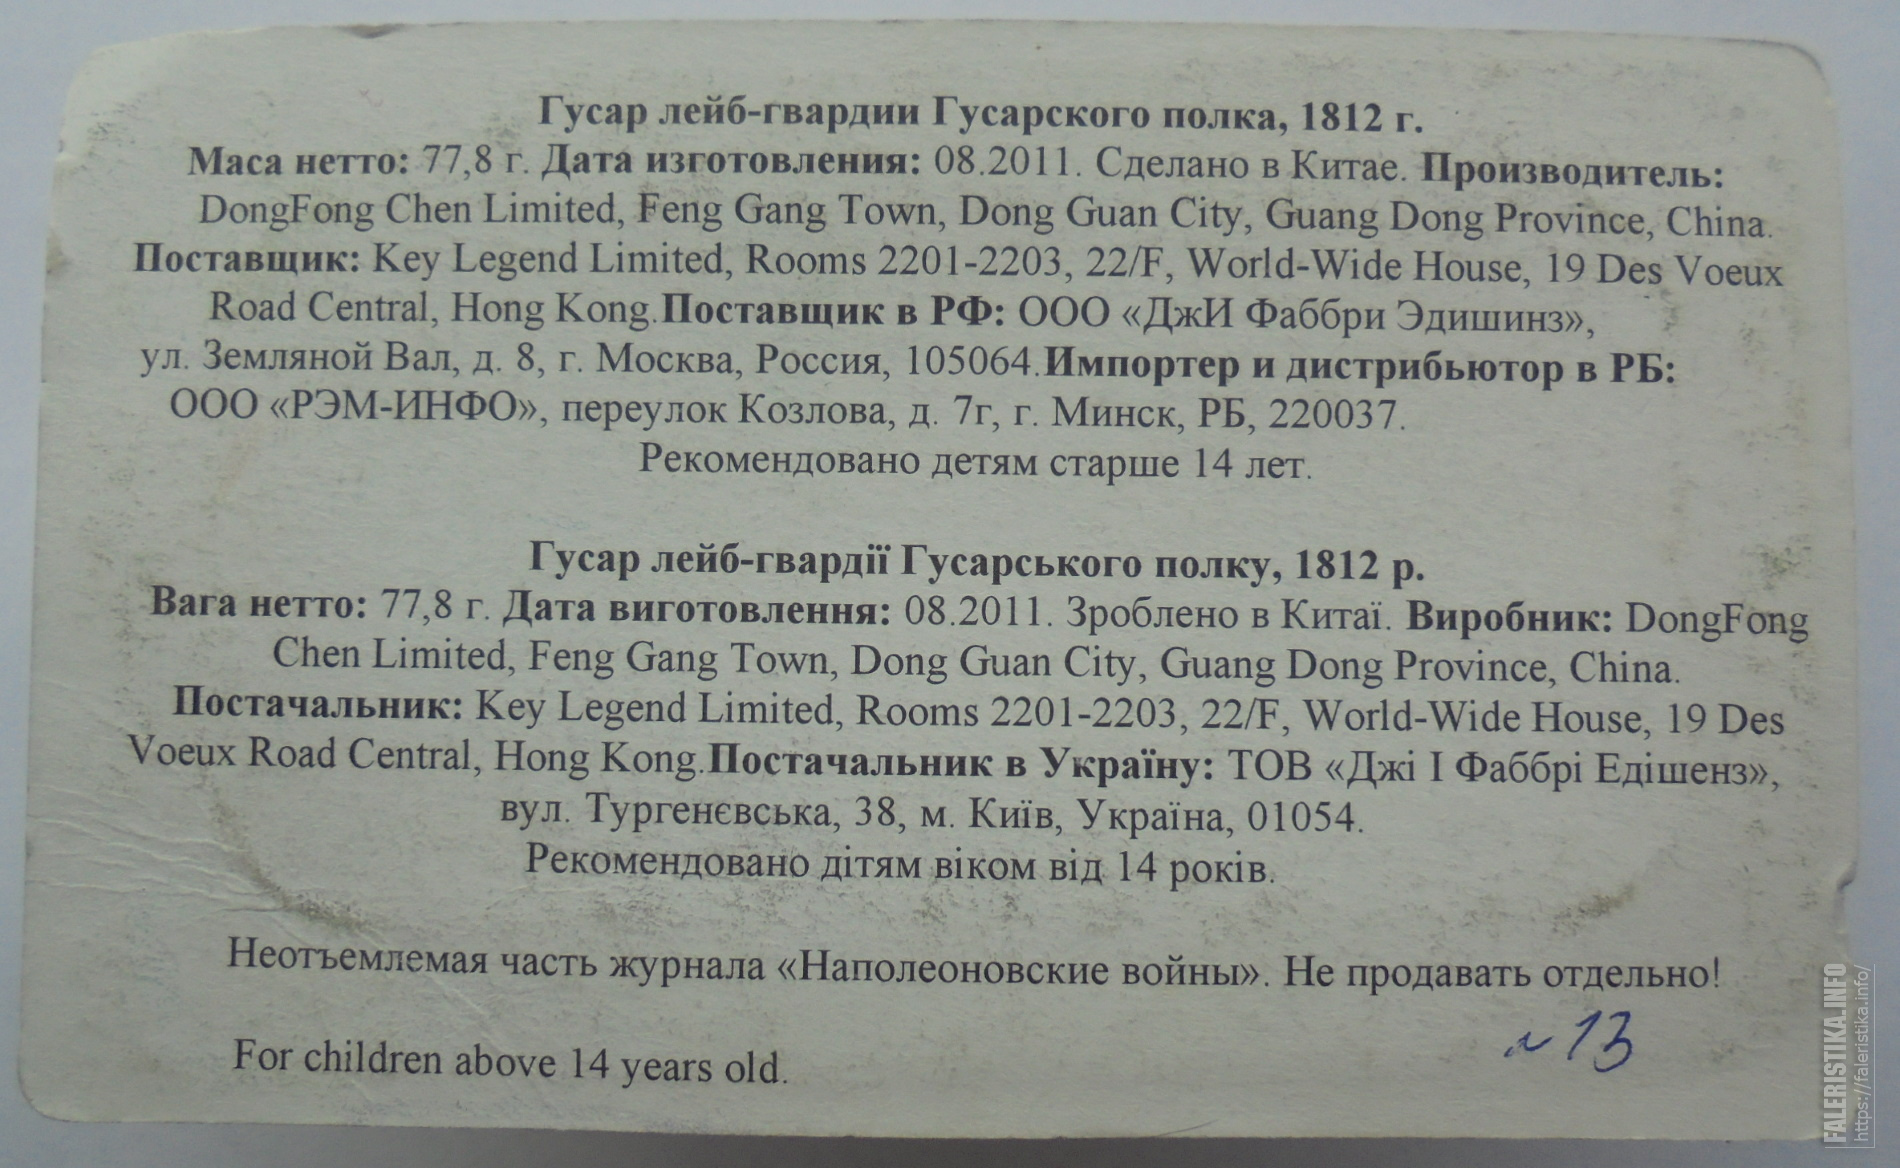 Гусар лейб-гвардии Гусарского полка, 1812 г.
Маса нетто: 77,8 г. Дата изготовления: 08.2011. Сделано в Китае. Производитель:
DongFong Chen Limited, Feng Gang Town, Dong Guan City, Guang Dong Province, China.
Поставщик: Key Legend Limited, Rooms 2201-2203, 22/F, World-Wide House, 19 Des Voeux
Road Central, Hong Kong.Поставщик в РФ: ООО «ДжИ Фаббри Эдишинз»,
ул. Земляной Вал, д. 8, г. Москва, Россия, 105064.Импортер и дистрибьютор в РБ:
ООО «РЭМ-ИНФО», переулок Козлова, д. 7г, г. Минск, РБ, 220037.
Рекомендовано детям старше 14 лет.
Гусар лейб-гвардії Гусарського полку, 1812 р.
Вага нетто: 77,8 г. Дата виготовлення: 08.2011. Зроблено в Китаї. Виробник: DongFong
Chen Limited, Feng Gang Town, Dong Guan City, Guang Dong Province, China.
Постачальник: Key Legend Limited, Rooms 2201-2203, 22/F, World-Wide House, 19 Des
Voeux Road Central, Hong Kong.Постачальник в Україну: ТОВ «Джі І Фаббрі Едішенз»,
вул. Тургенєвська, 38, м. Київ, Україна, 01054.
Рекомендовано дітям віком від 14 років.
Неотъемлемая часть журнала «Наполеоновские войны». Не продавать отдельно!
For children above 14 years old.
№ 13
FALERISTIKA.INFO
https://faleristika.info/